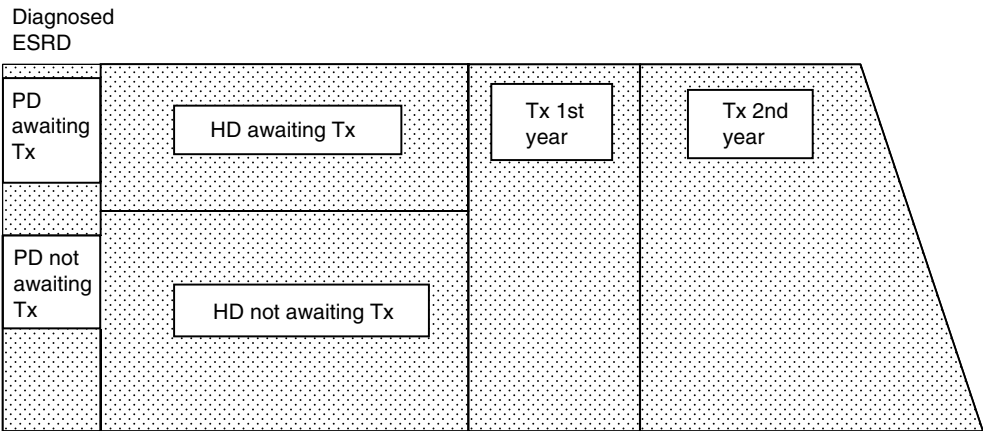 Diagnosed
ESRD
PD
awaiting
Tx
HD awaiting Tx
Tx 1st
year
Tx 2nd
year
PD not
awaiting
Tx
HD not awaiting Tx